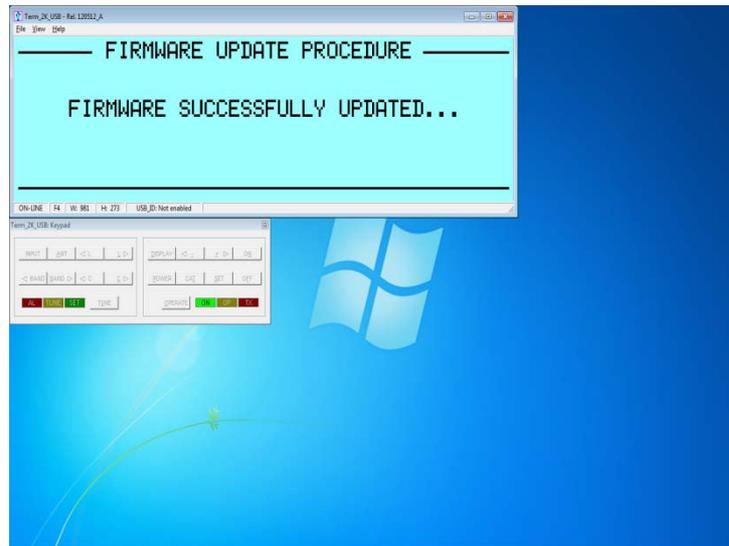 Term_2K_USB - Rel. 120512_A
File View Help
FIRMWARE UPDATE PROCEDURE
FIRMWARE SUCCESSFULLY UPDATED...
ON-LINE F4 W: 981 H: 273 USB_ID: Not enabled
Term_2K_USB: Keypad
INPUT ANT ◁ L L ▷ DISPLAY ◁ - + ▷ ON
◁ BAND BAND ▷ ◁ C C ▷ POWER CAT SET OFF
AL TUNE SET TUNE OPERATE ON OP TX